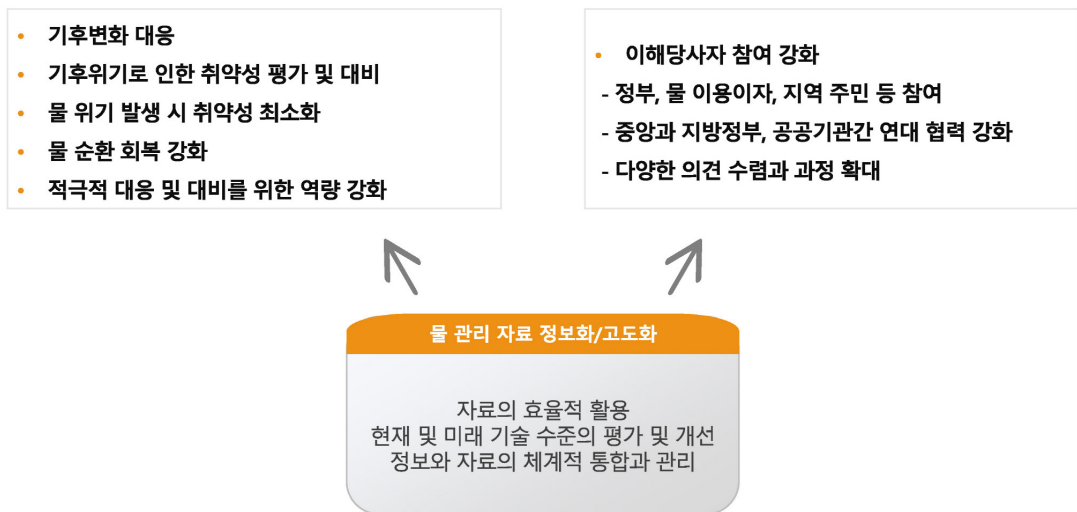 • 기후변화 대응
• 기후위기로 인한 취약성 평가 및 대비
• 물 위기 발생 시 취약성 최소화
• 물 순환 회복 강화
• 적극적 대응 및 대비를 위한 역량 강화
• 이해당사자 참여 강화
- 정부, 물 이용이자, 지역 주민 등 참여
- 중앙과 지방정부, 공공기관간 연대 협력 강화
- 다양한 의견 수렴과 과정 확대
물 관리 자료 정보화/고도화
자료의 효율적 활용
현재 및 미래 기술 수준의 평가 및 개선
정보와 자료의 체계적 통합과 관리